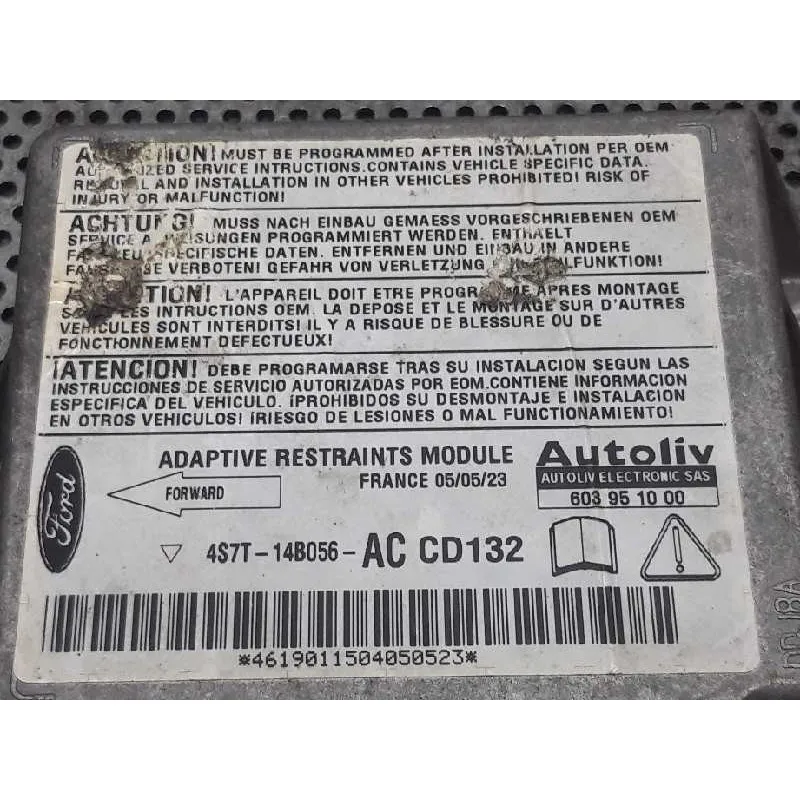 MUST BE PROGRAMMED AFTER INSTALLATION PER OEM
SERVICE INTRUCTIONS.CONTAINS VEHICLE SPECIFIC DATA.
AND INSTALLATION IN OTHER VEHICLES PROHIBITED! RISK OF
INJURY OR MALFUNCTION!
ACHTUNG! MUSS NACH EINBAU GEMAESS VORGESCHRIEBENEN OEM
PROGRAMMIERT WERDEN. ENTHAELT
DATEN. ENTFERNEN UND EINBAU IN ANDERE
VERBOTEN! GEFAHR VON VERLETZUNG
L'APPAREIL DOIT ETRE APRES MONTAGE
LES INTRUCTIONS OEM. LA DEPOSE ET LE MONTAGE SUR D'AUTRES
VEHICULES SONT INTERDITS! IL Y A RISQUE DE BLESSURE OU DE
FONCTIONNEMENT DEFECTUEUX!
¡ATENCION! DEBE PROGRAMARSE TRAS SU INSTALACION SEGUN LAS
INSTRUCCIONES DE SERVICIO AUTORIZADAS POR EOM.CONTIENE INFORMACION
ESPECIFICA DEL VEHICULO. ¡PROHIBIDOS SU DESMONTAJE E INSTALACION
EN OTROS VEHICULOS! ¡RIESGO DE LESIONES O MAL FUNCTIONAMIENTO!
Ford
FORWARD
ADAPTIVE RESTRAINTS MODULE
FRANCE 05/05/23
Autoliv
AUTOLIV ELECTRONIC SAS
603 95 10 00
4S7T-14B056-AC CD132
*4619011504050523*